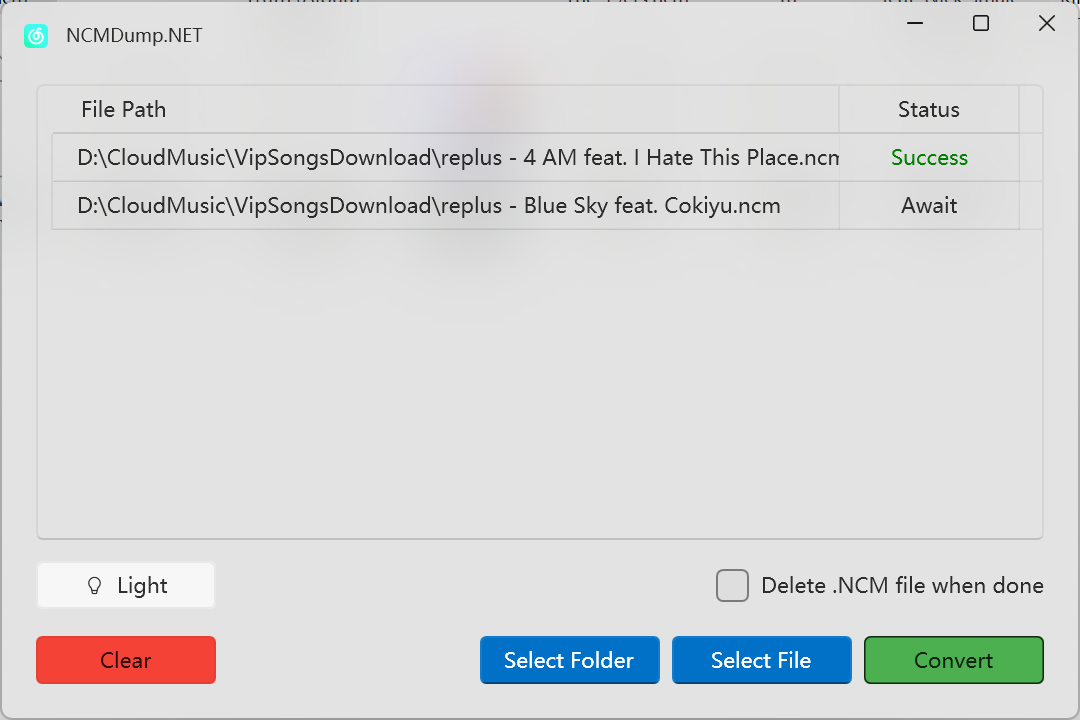 NCMDump.NET
File Path Status
D:\CloudMusic\VipSongsDownload\replus - 4 AM feat. I Hate This Place.ncm Success
D:\CloudMusic\VipSongsDownload\replus - Blue Sky feat. Cokiyu.ncm Await
Light Delete .NCM file when done
Clear Select Folder Select File Convert